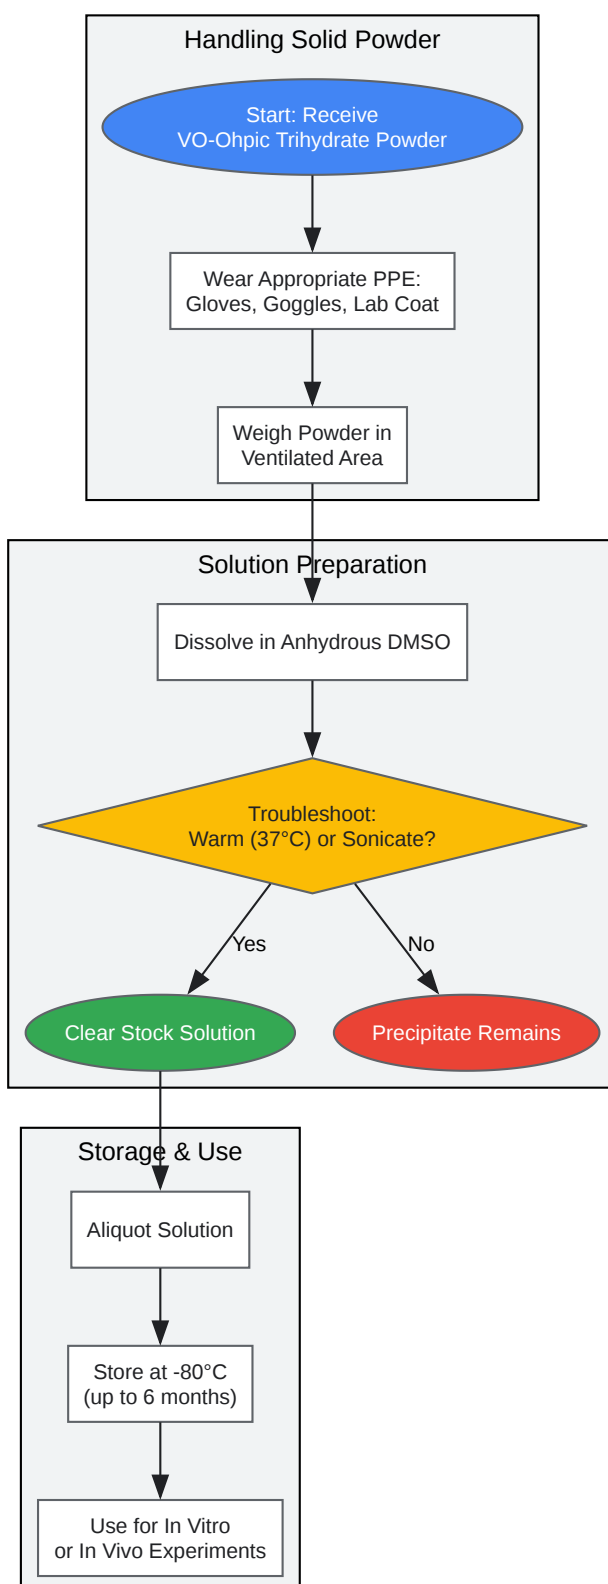 Handling Solid Powder
Start: Receive
VO-Ohpic Trihydrate Powder
Wear Appropriate PPE:
Gloves, Goggles, Lab Coat
Weigh Powder in
Ventilated Area
Solution Preparation
Dissolve in Anhydrous DMSO
Troubleshoot:
Warm (37°C) or Sonicate?
Yes
No
Clear Stock Solution
Precipitate Remains
Storage & Use
Aliquot Solution
Store at -80°C
(up to 6 months)
Use for In Vitro
or In Vivo Experiments